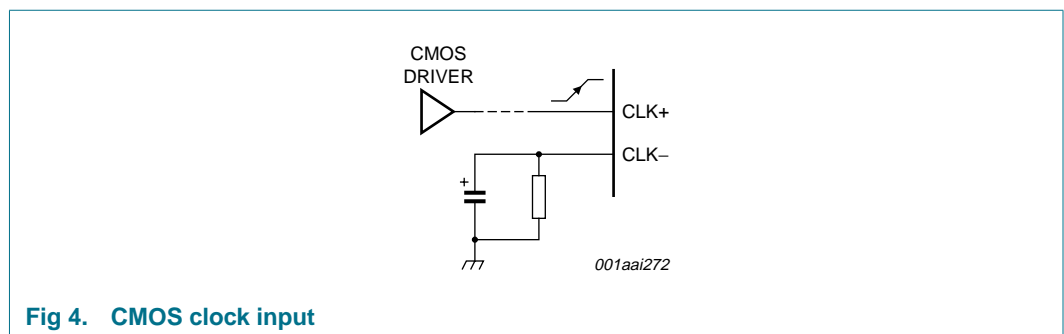 CMOS
DRIVER
CLK+
CLK−
+
001aai272
Fig 4. CMOS clock input